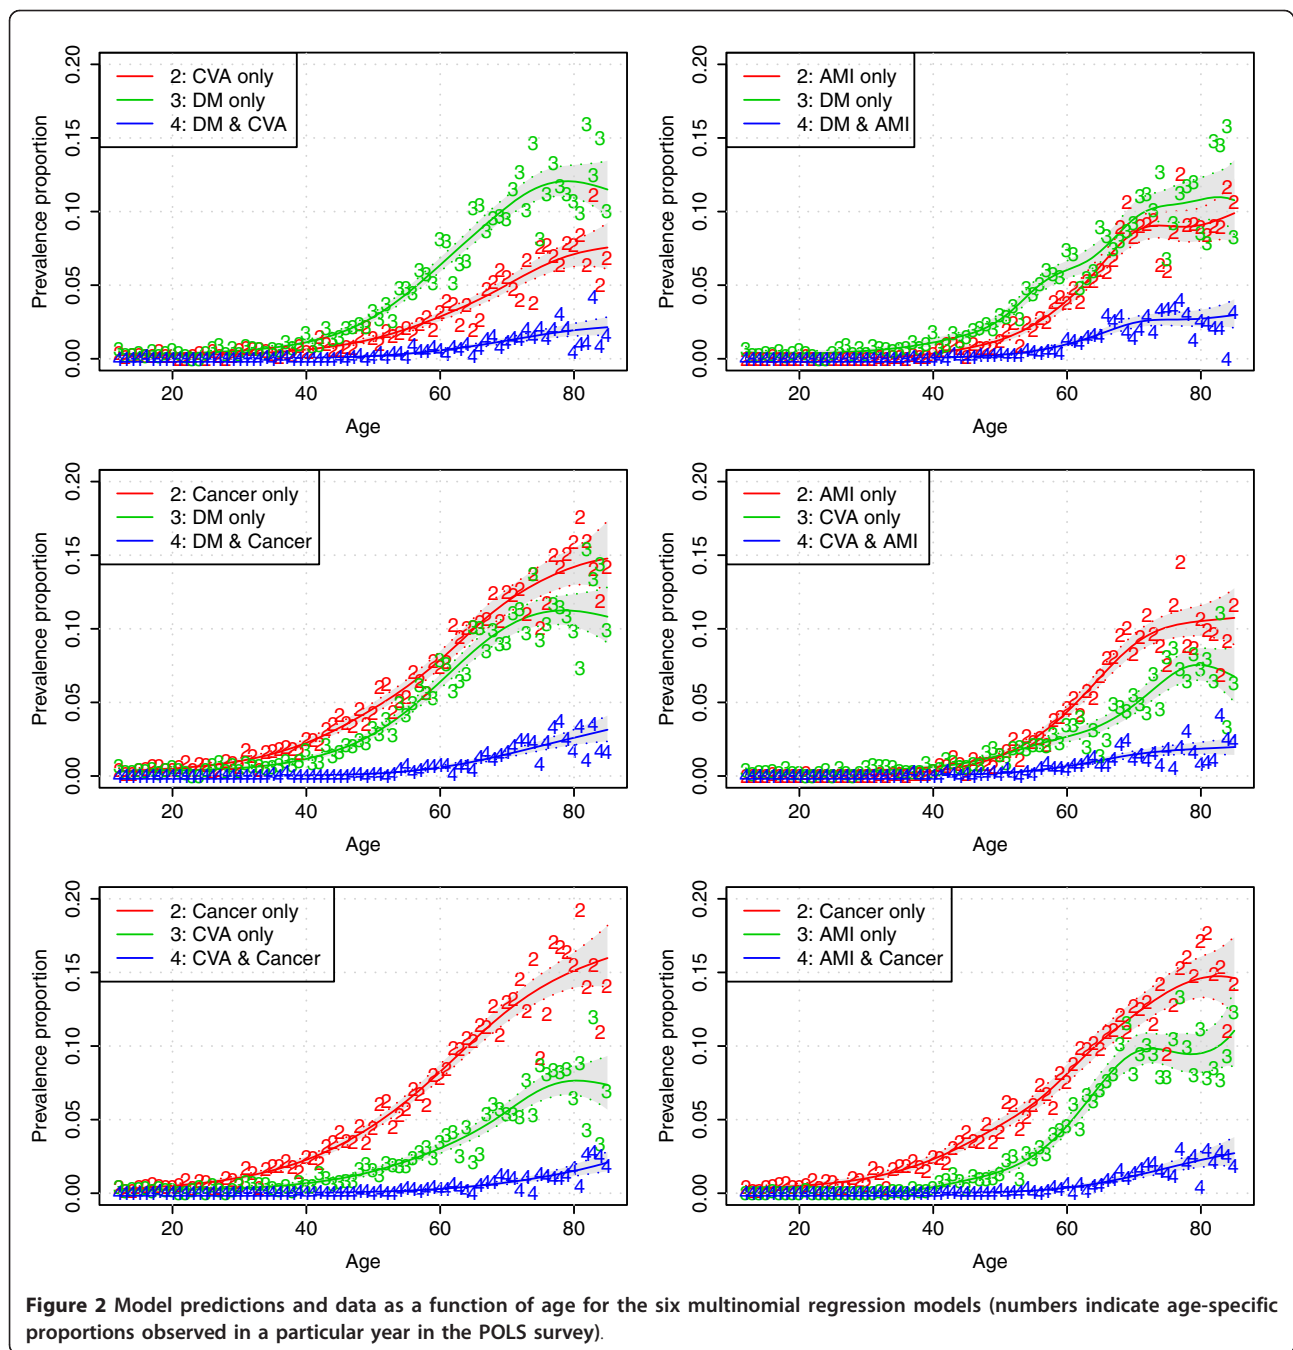 2: CVA only
3: DM only
4: DM & CVA
0.00 0.05 0.10 0.15 0.20
Prevalence proportion
20 40 60 80
Age
2: AMI only
3: DM only
4: DM & AMI
0.00 0.05 0.10 0.15 0.20
Prevalence proportion
20 40 60 80
Age
2: Cancer only
3: DM only
4: DM & Cancer
0.00 0.05 0.10 0.15 0.20
Prevalence proportion
20 40 60 80
Age
2: AMI only
3: CVA only
4: CVA & AMI
0.00 0.05 0.10 0.15 0.20
Prevalence proportion
20 40 60 80
Age
2: Cancer only
3: CVA only
4: CVA & Cancer
0.00 0.05 0.10 0.15 0.20
Prevalence proportion
20 40 60 80
Age
2: Cancer only
3: AMI only
4: AMI & Cancer
0.00 0.05 0.10 0.15 0.20
Prevalence proportion
20 40 60 80
Age
Figure 2 Model predictions and data as a function of age for the six multinomial regression models (numbers indicate age-specific
proportions observed in a particular year in the POLS survey).